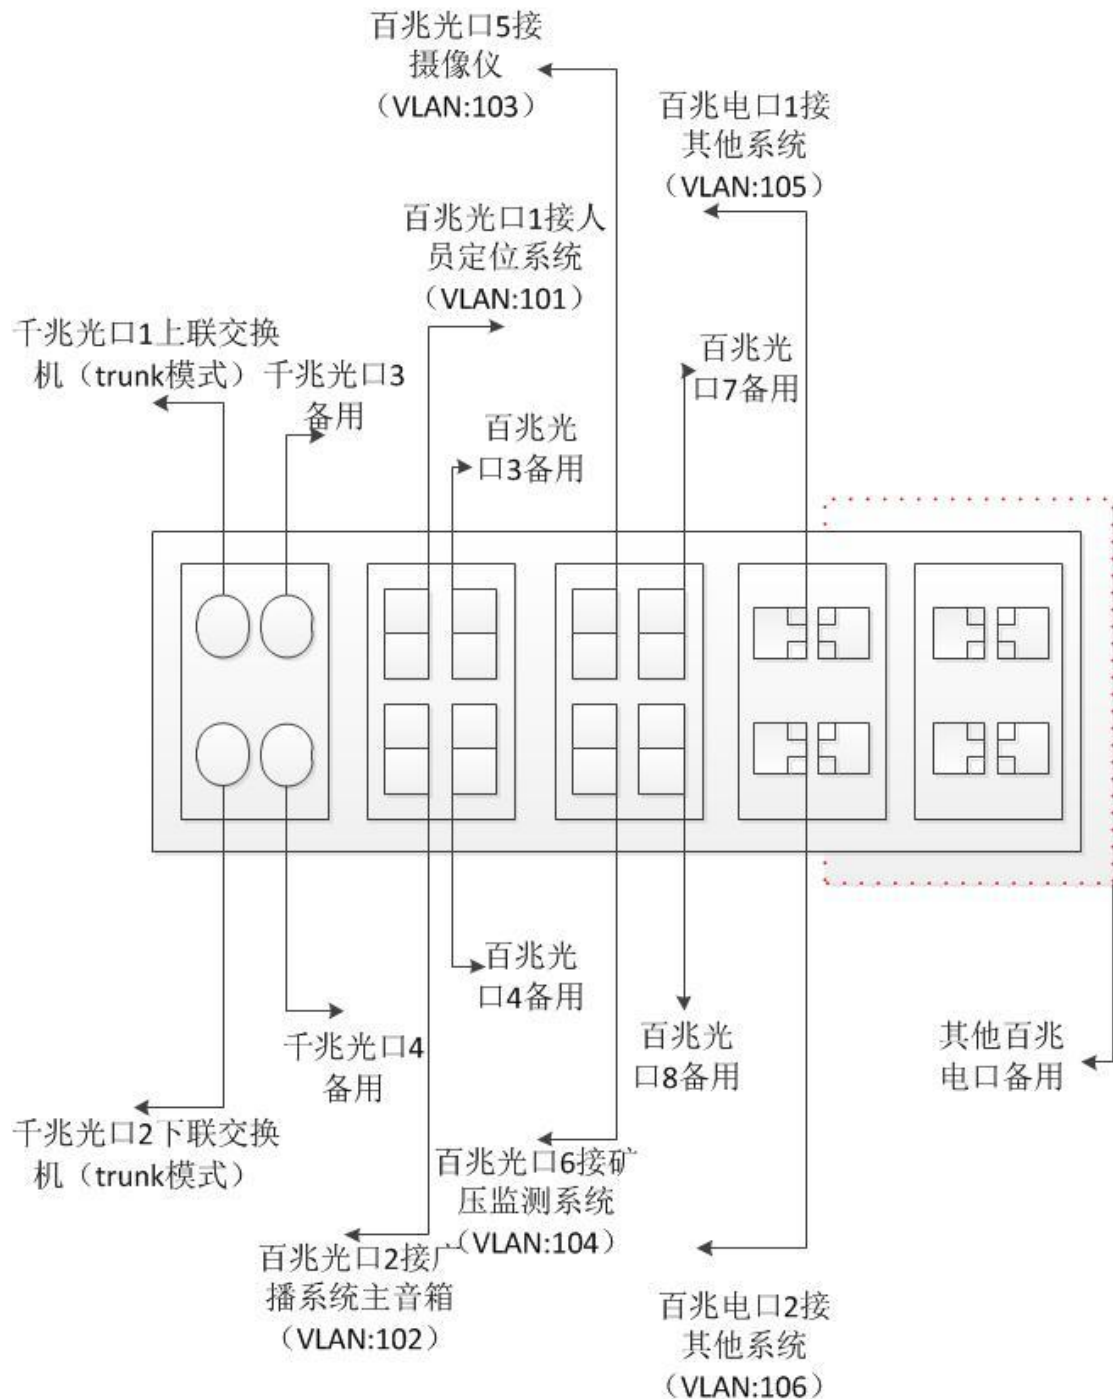 百兆光口5接
摄像仪
（VLAN:103）
百兆电口1接
其他系统
（VLAN:105）
百兆光口1接人
员定位系统
（VLAN:101）
千兆光口1上联交换
机（trunk模式）
千兆光口3
备用
百兆光
口7备用
百兆光
口3备用
百兆光
口4备用
千兆光口4
备用
百兆光
口8备用
其他百兆
电口备用
千兆光口2下联交换
机（trunk模式）
百兆光口6接矿
压监测系统
（VLAN:104）
百兆光口2接广
播系统主音箱
（VLAN:102）
百兆电口2接
其他系统
（VLAN:106）